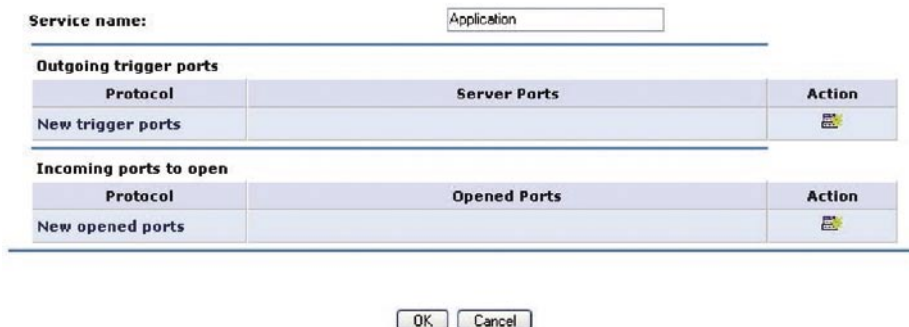 Service name: Application
Outgoing trigger ports
Protocol Server Ports Action
New trigger ports
Incoming ports to open
Protocol Opened Ports Action
New opened ports
OK Cancel